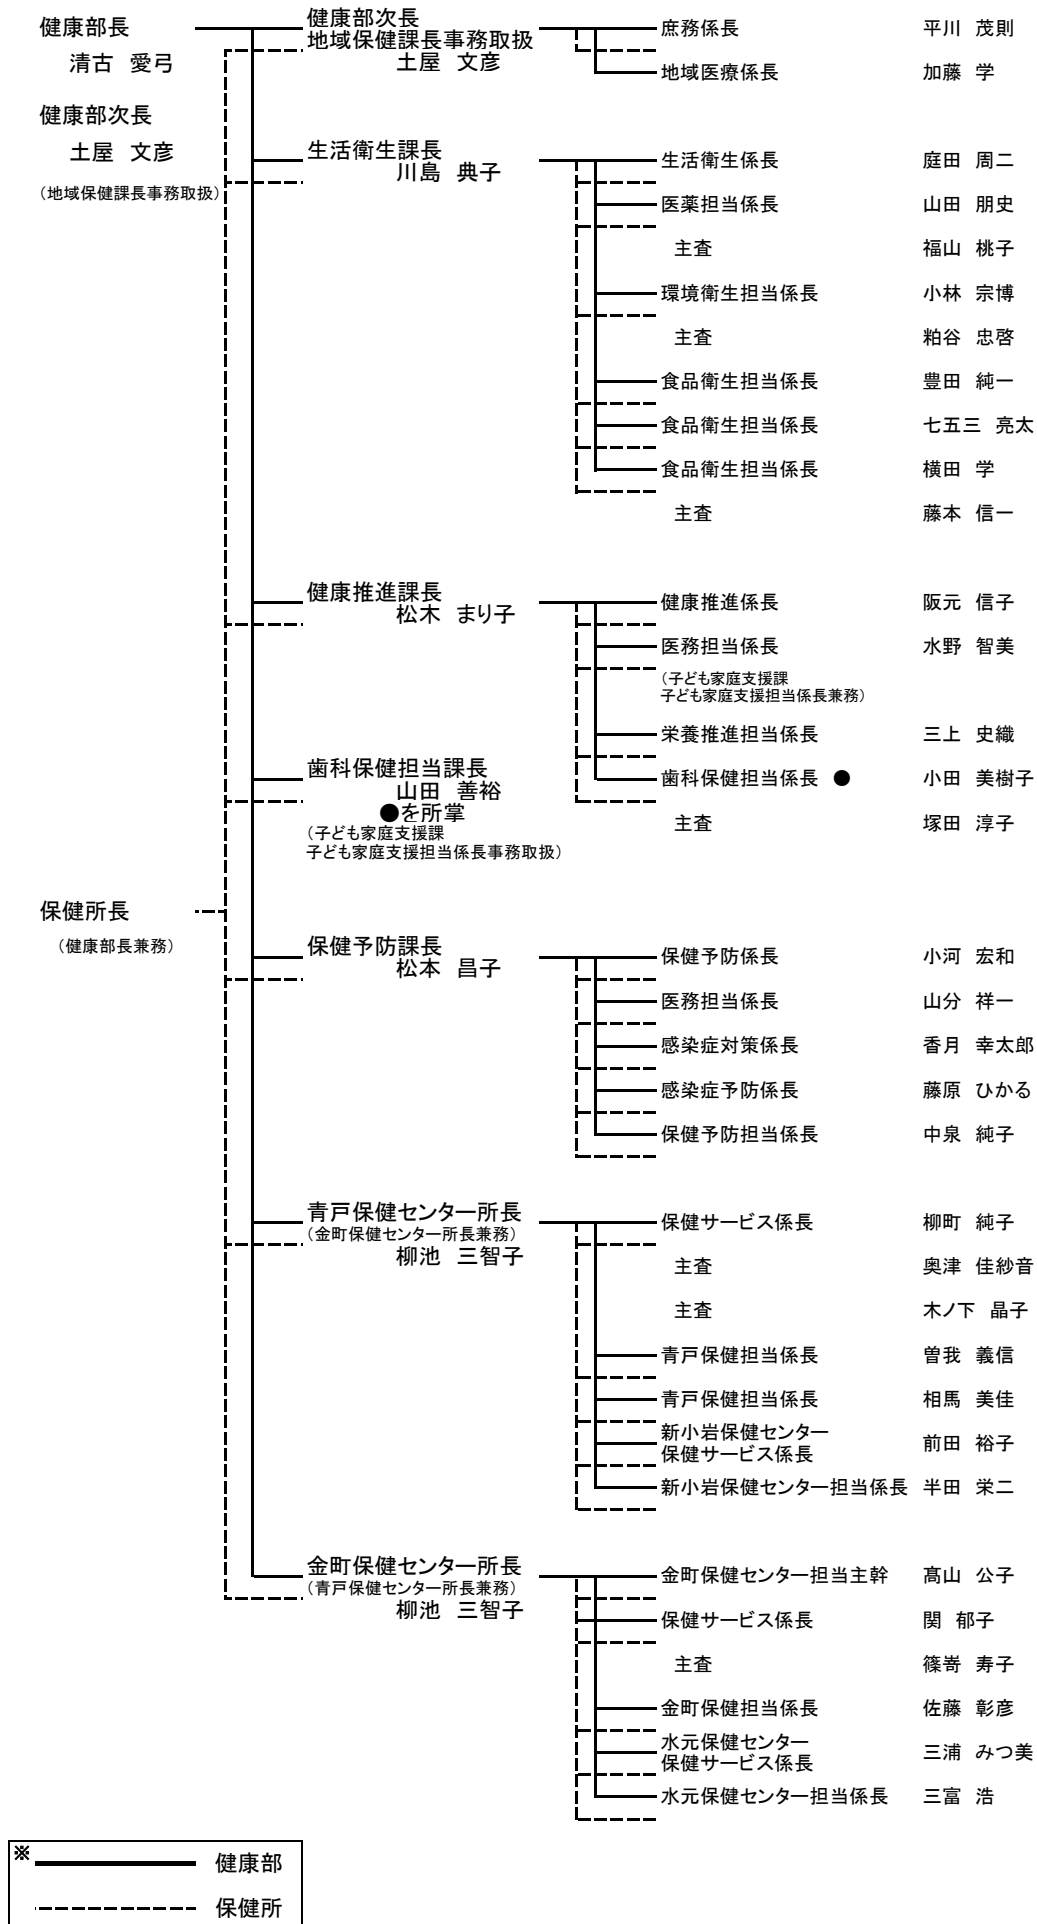 健康部長
清古 愛弓
健康部次長
土屋 文彦
(地域保健課長事務取扱)
保健所長
(健康部長兼務)
健康部次長
地域保健課長事務取扱
土屋 文彦
庶務係長 平川 茂則
地域医療係長 加藤 学
生活衛生課長
川島 典子
生活衛生係長 庭田 周二
医薬担当係長 山田 朋史
主査 福山 桃子
環境衛生担当係長 小林 宗博
主査 粕谷 忠啓
食品衛生担当係長 豊田 純一
食品衛生担当係長 七五三 亮太
食品衛生担当係長 横田 学
主査 藤本 信一
健康推進課長
松木 まり子
健康推進係長 阪元 信子
医務担当係長 水野 智美
(子ども家庭支援課
子ども家庭支援担当係長兼務)
栄養推進担当係長 三上 史織
歯科保健担当係長 ● 小田 美樹子
主査 塚田 淳子
歯科保健担当課長
山田 善裕
●を所掌
(子ども家庭支援課
子ども家庭支援担当係長事務取扱)
保健予防課長
松本 昌子
保健予防係長 小河 宏和
医務担当係長 山分 祥一
感染症対策係長 香月 幸太郎
感染症予防係長 藤原 ひかる
保健予防担当係長 中泉 純子
青戸保健センター所長
(金町保健センター所長兼務)
柳池 三智子
保健サービス係長 柳町 純子
主査 奥津 佳紗音
主査 木ノ下 晶子
青戸保健担当係長 曽我 義信
青戸保健担当係長 相馬 美佳
新小岩保健センター
保健サービス係長 前田 裕子
新小岩保健センター担当係長 半田 栄二
金町保健センター所長
(青戸保健センター所長兼務)
柳池 三智子
金町保健センター担当主幹 髙山 公子
保健サービス係長 関 郁子
主査 篠嵜 寿子
金町保健担当係長 佐藤 彰彦
水元保健センター
保健サービス係長 三浦 みつ美
水元保健センター担当係長 三富 浩
※
健康部
保健所